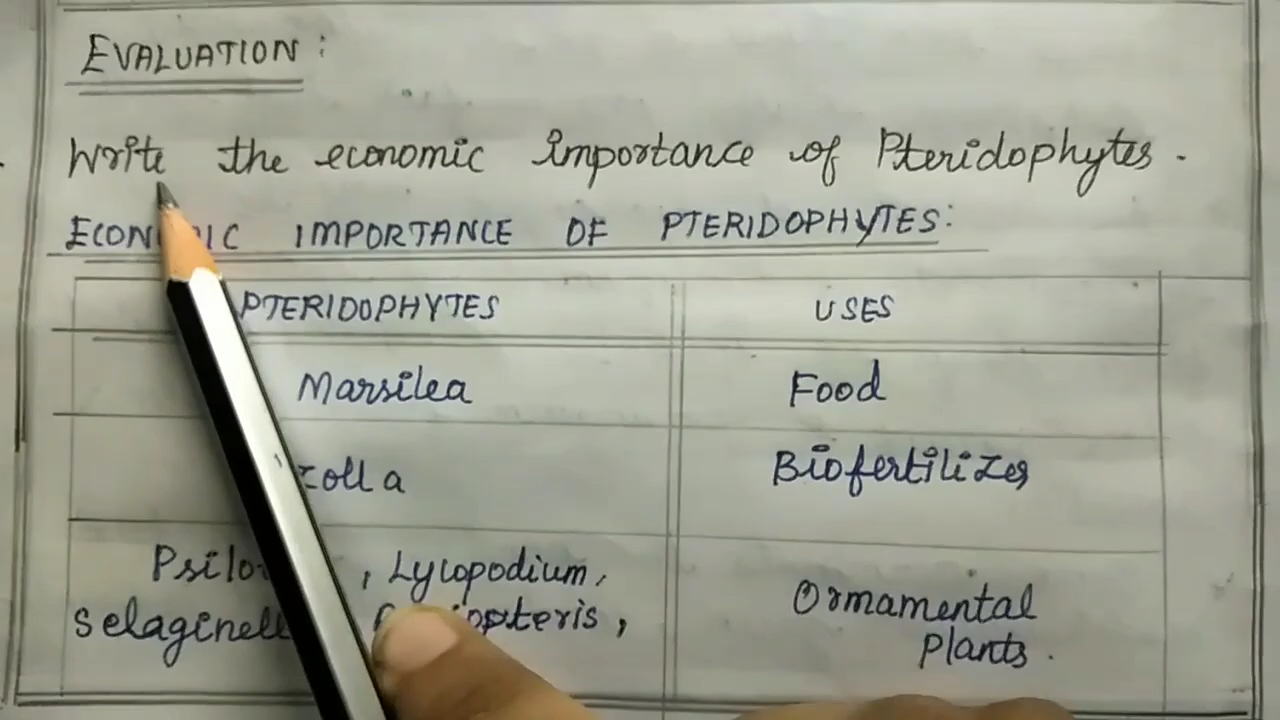 EVALUATION:
Write the economic importance of Pteridophytes.
IMPORTANCE OF PTERIDOPHYTES:
PTERIDOPHYTES USES
Marsilea Food
Biofertilizer
, Lycopodium,
Ornamental
Plants.